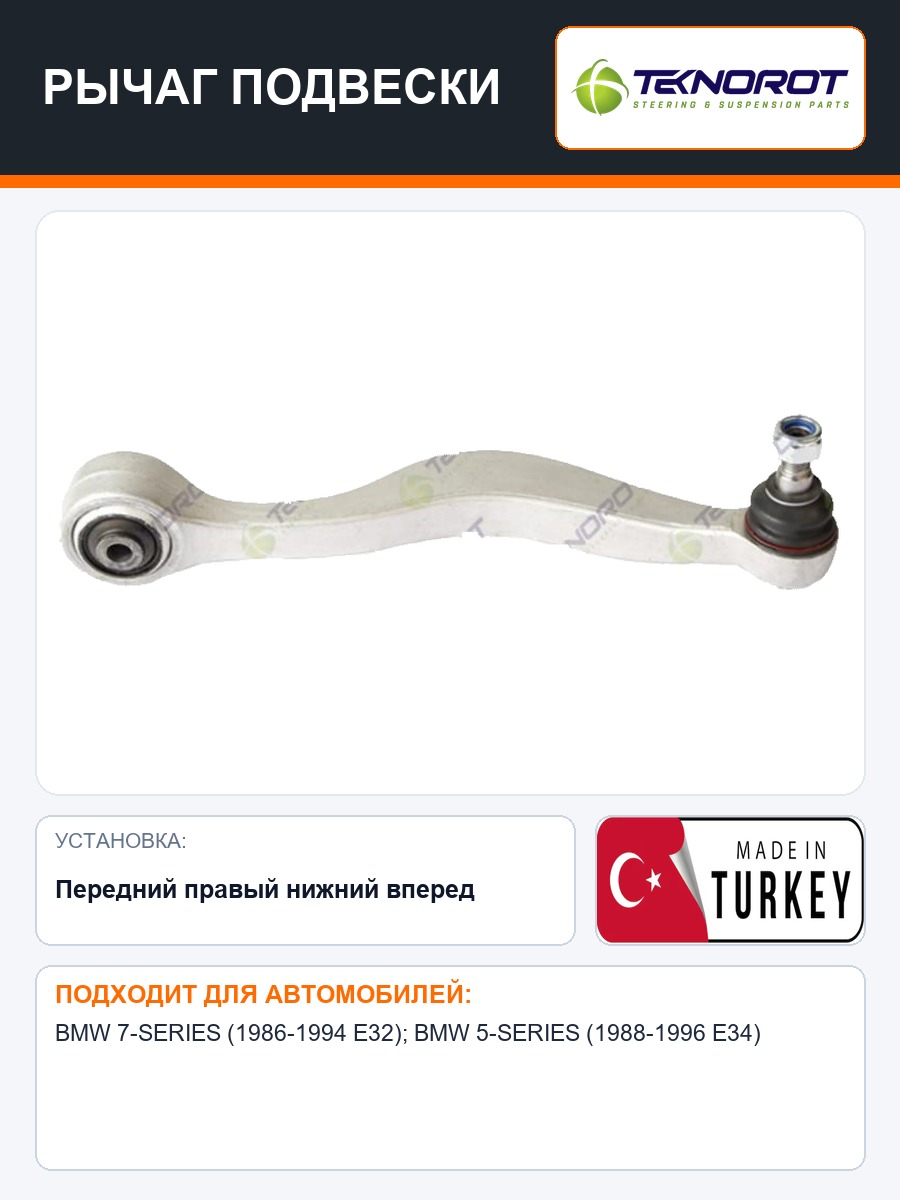 РЫЧАГ ПОДВЕСКИ
TEKNOROT
STEERING & SUSPENSION PARTS
УСТАНОВКА:
Передний правый нижний вперед
MADE IN
TURKEY
ПОДХОДИТ ДЛЯ АВТОМОБИЛЕЙ:
BMW 7-SERIES (1986-1994 E32); BMW 5-SERIES (1988-1996 E34)